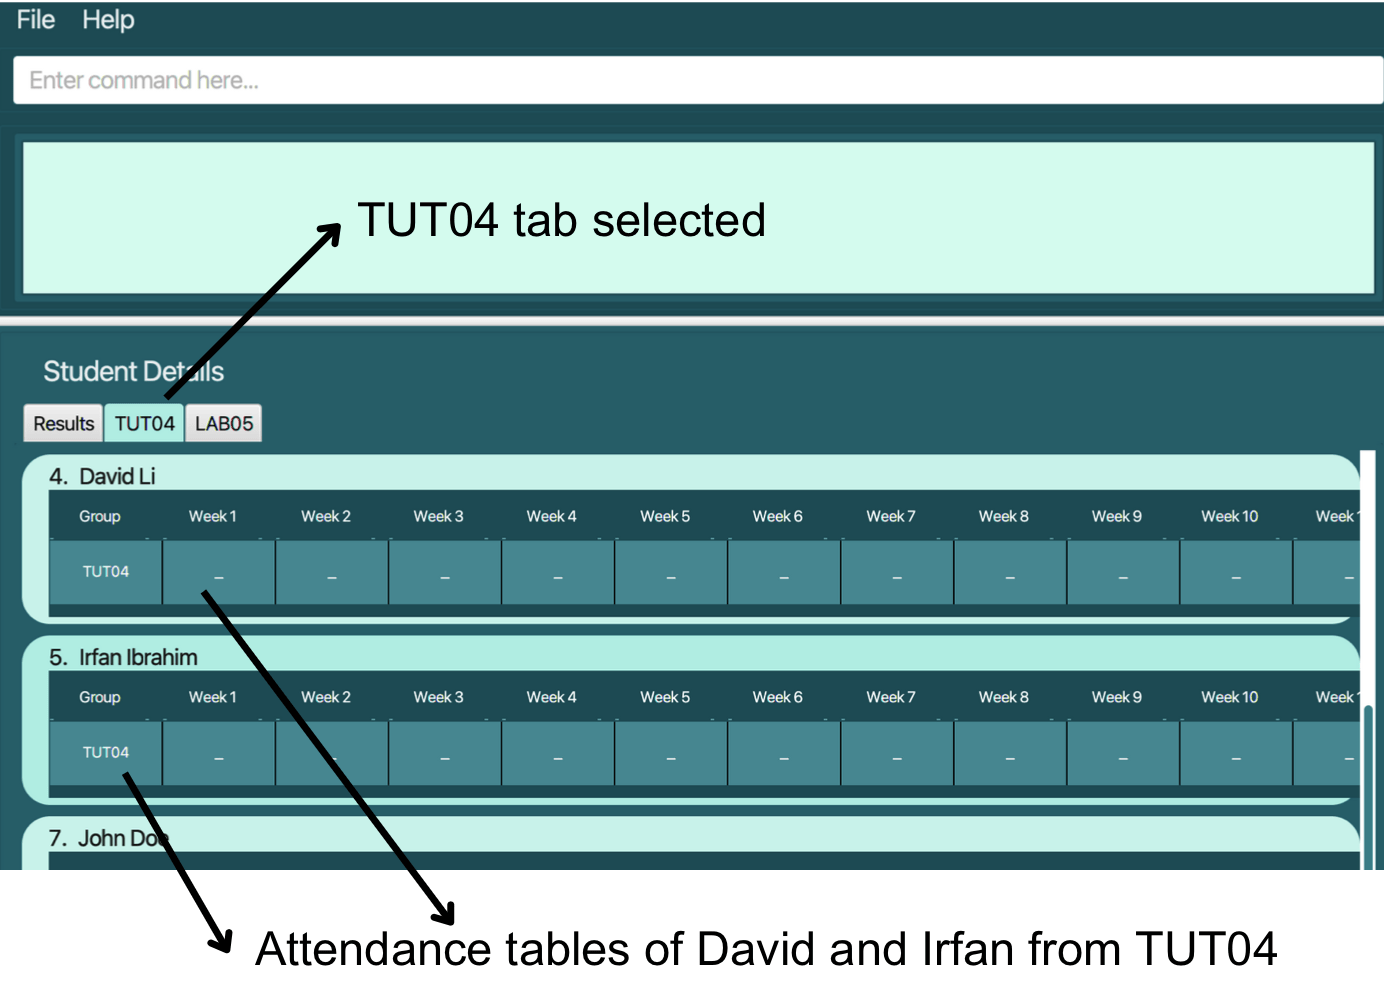 File Help
Enter command here...
TUT04 tab selected
Student Details
Results TUT04 LAB05
4. David Li
Group Week 1 Week 2 Week 3 Week 4 Week 5 Week 6 Week 7 Week 8 Week 9 Week 10 Week
TUT04 – – – – – – – – – – –
5. Irfan Ibrahim
Group Week 1 Week 2 Week 3 Week 4 Week 5 Week 6 Week 7 Week 8 Week 9 Week 10 Week
TUT04 – – – – – – – – – – –
7. John Doe
Attendance tables of David and Irfan from TUT04